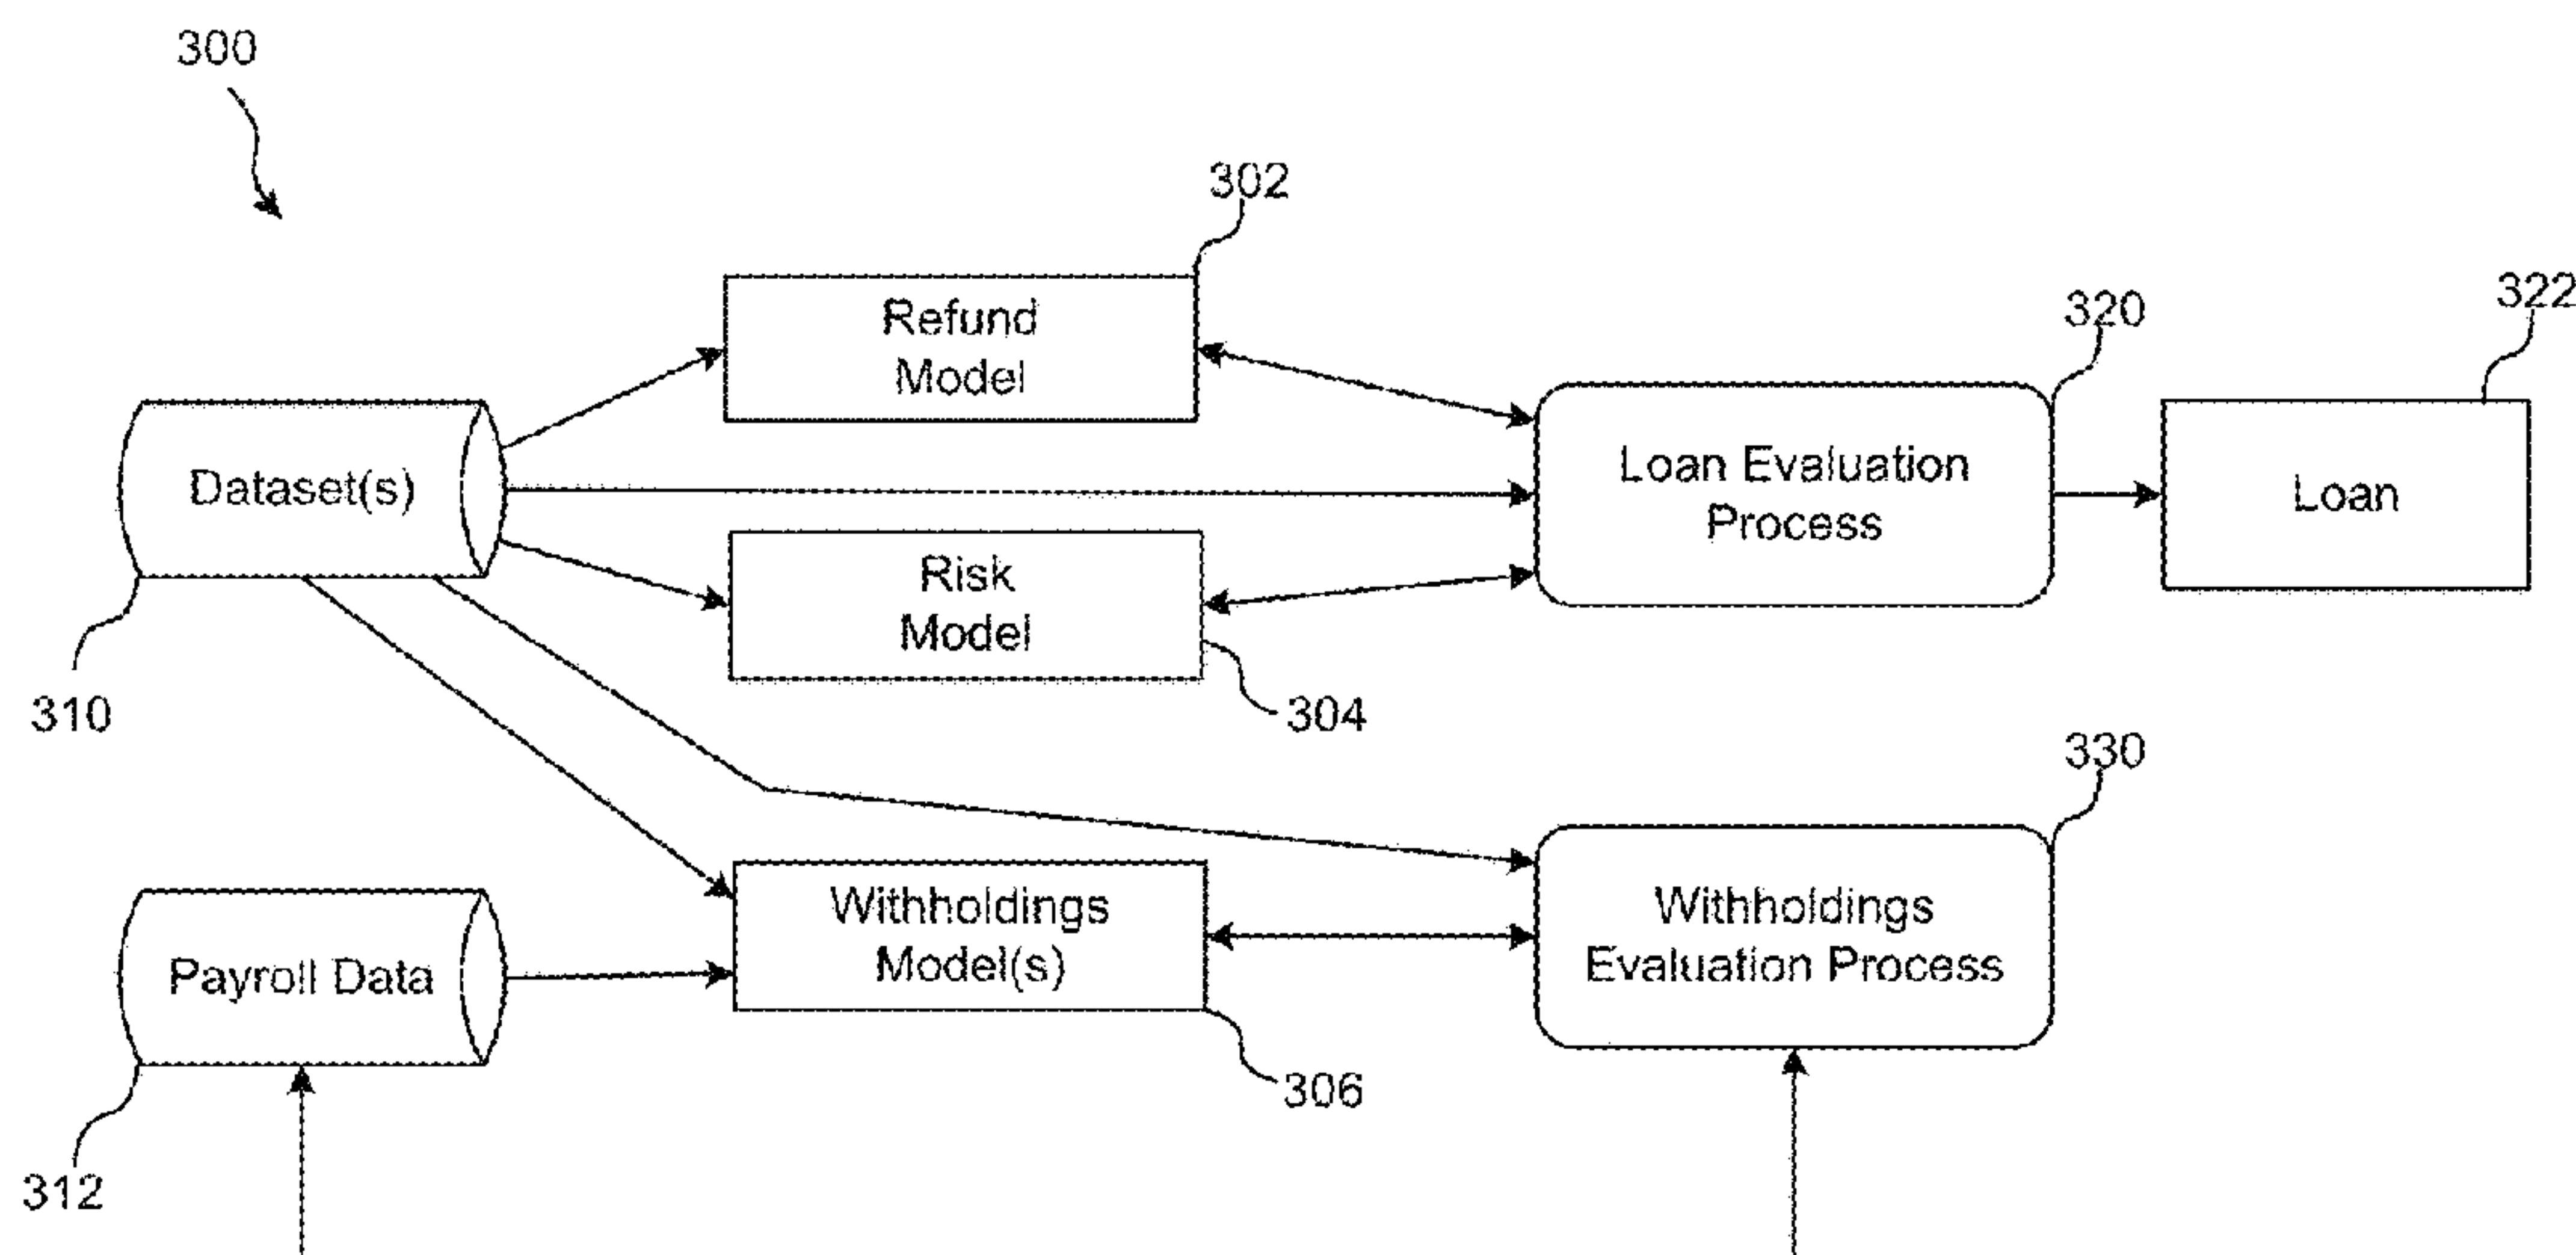 300
302
Refund
Model
320
322
Dataset(s)
Loan Evaluation
Process
Loan
Risk
Model
310
304
330
Payroll Data
Withholdings
Model(s)
Withholdings
Evaluation Process
306
312